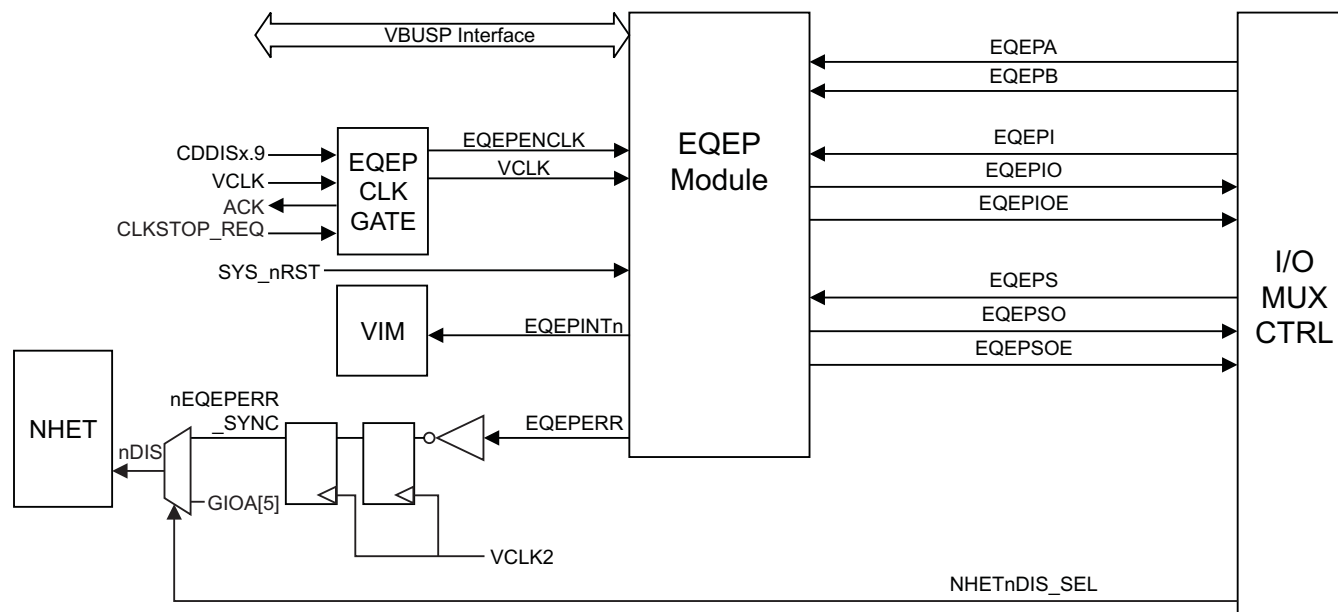 VBUSP Interface
EQEPA
EQEPB
EQEP
Module
EQEPENCLK
CDDISx.9
EQEP
CLK
GATE
VCLK
VCLK
ACK
CLKSTOP_REQ
EQEPI
EQEPIO
EQEPIOE
SYS_nRST
I/O
MUX
CTRL
EQEPS
EQEPSO
EQEPSOE
VIM
EQEPINTn
NHET
nDIS
nEQEPERR
_SYNC
EQEPERR
GIOA[5]
VCLK2
NHETnDIS_SEL